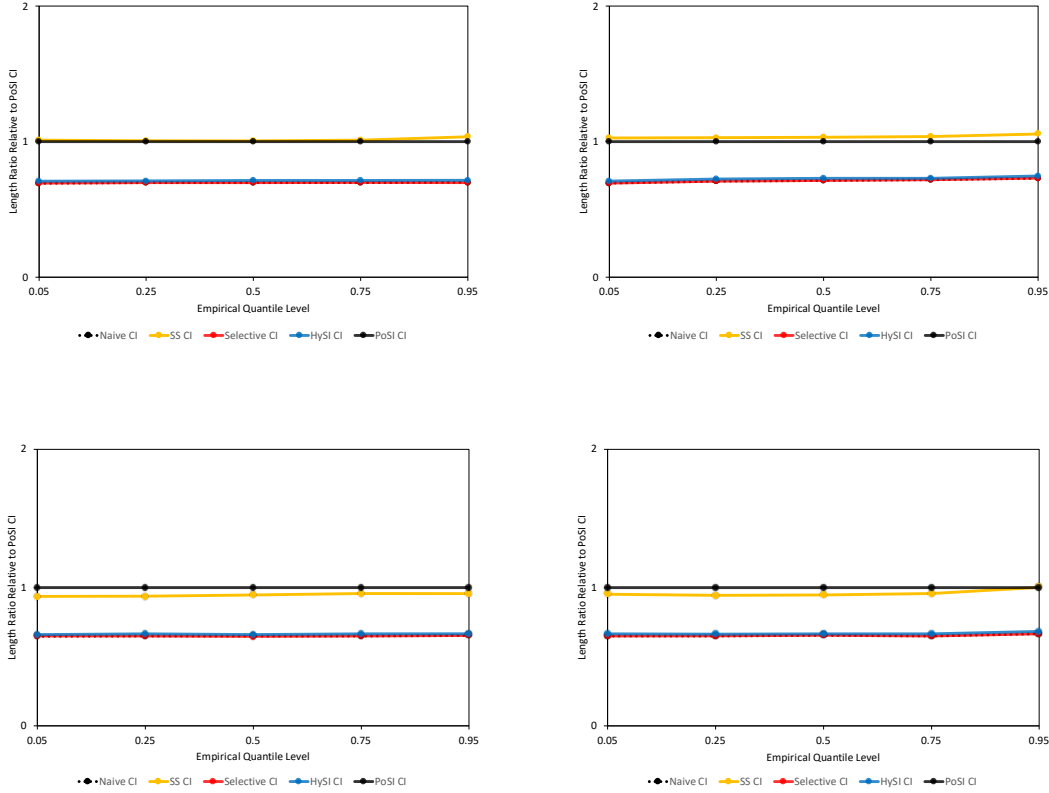 2
1
0
Length Ratio Relative to PoSI CI
0.05 0.25 0.5 0.75 0.95
Empirical Quantile Level
Naive CI SS CI Selective CI HySI CI PoSI CI
2
1
0
Length Ratio Relative to PoSI CI
0.05 0.25 0.5 0.75 0.95
Empirical Quantile Level
Naive CI SS CI Selective CI HySI CI PoSI CI
2
1
0
Length Ratio Relative to PoSI CI
0.05 0.25 0.5 0.75 0.95
Empirical Quantile Level
Naive CI SS CI Selective CI HySI CI PoSI CI
2
1
0
Length Ratio Relative to PoSI CI
0.05 0.25 0.5 0.75 0.95
Empirical Quantile Level
Naive CI SS CI Selective CI HySI CI PoSI CI